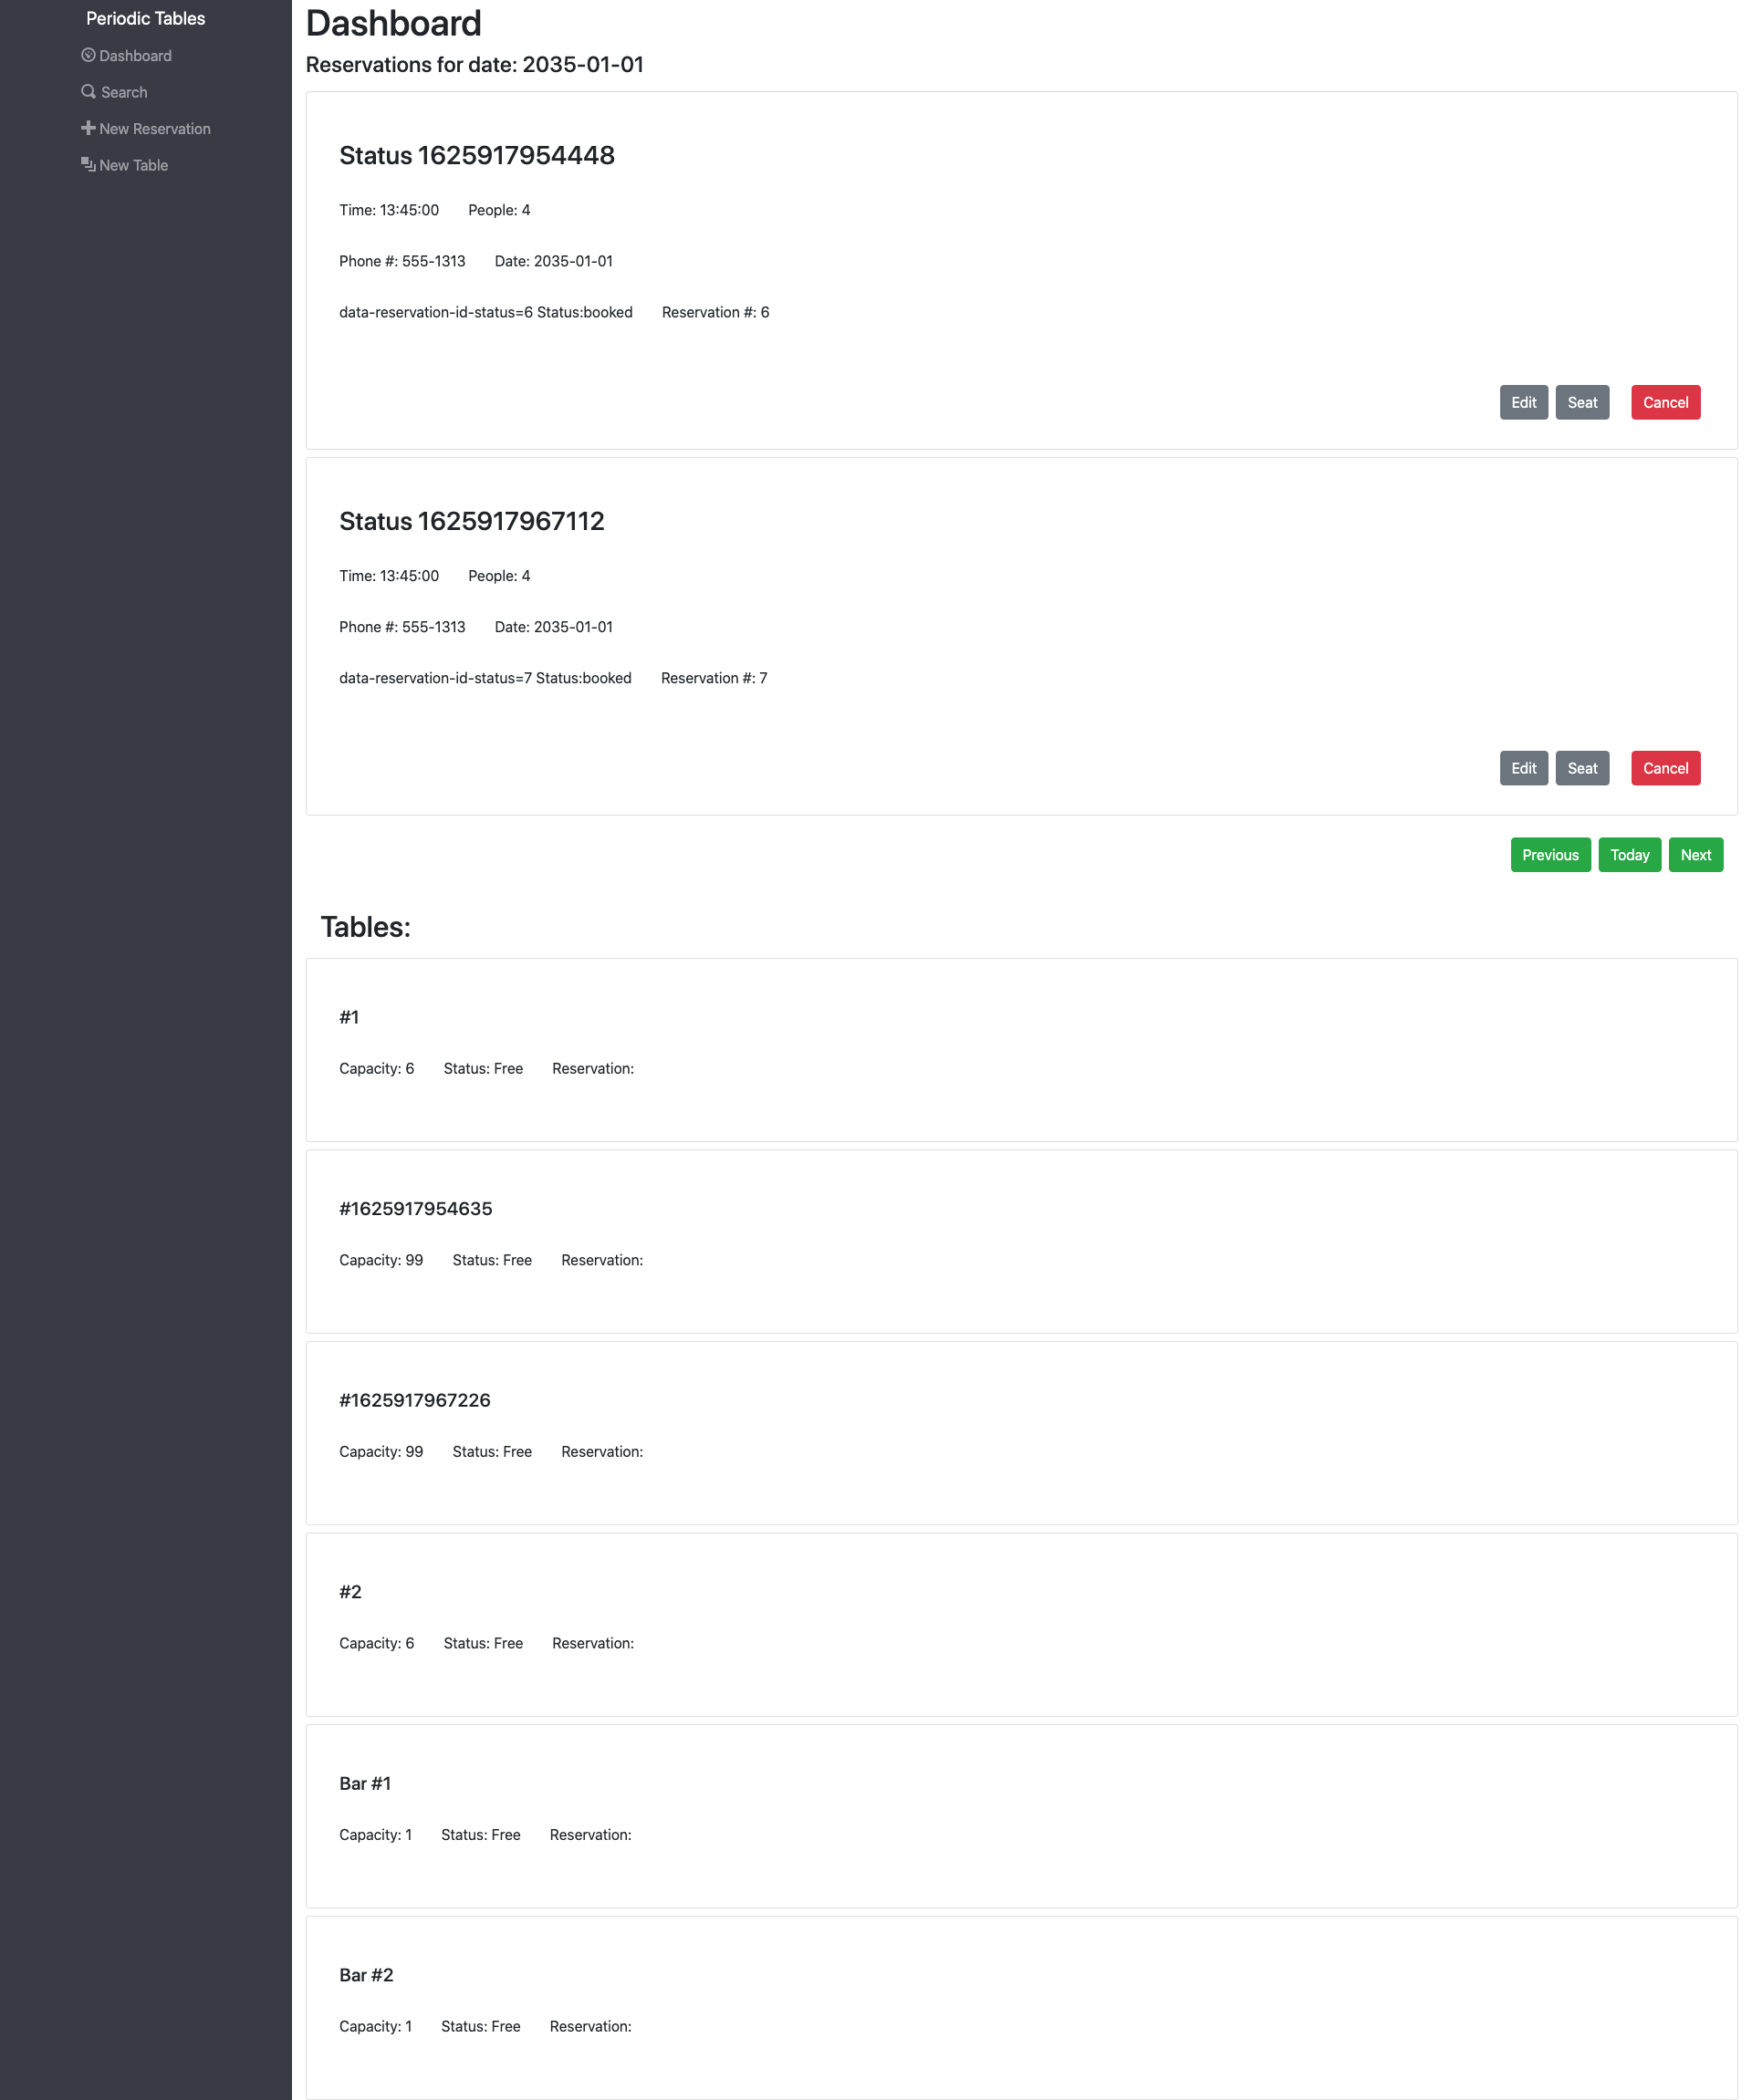 Periodic Tables
Dashboard
Search
New Reservation
New Table
Dashboard
Reservations for date: 2035-01-01
Status 1625917954448
Time: 13:45:00 People: 4
Phone #: 555-1313 Date: 2035-01-01
data-reservation-id-status=6 Status:booked Reservation #: 6
Edit Seat Cancel
Status 1625917967112
Time: 13:45:00 People: 4
Phone #: 555-1313 Date: 2035-01-01
data-reservation-id-status=7 Status:booked Reservation #: 7
Edit Seat Cancel
Previous Today Next
Tables:
#1
Capacity: 6 Status: Free Reservation:
#1625917954635
Capacity: 99 Status: Free Reservation:
#1625917967226
Capacity: 99 Status: Free Reservation:
#2
Capacity: 6 Status: Free Reservation:
Bar #1
Capacity: 1 Status: Free Reservation:
Bar #2
Capacity: 1 Status: Free Reservation: